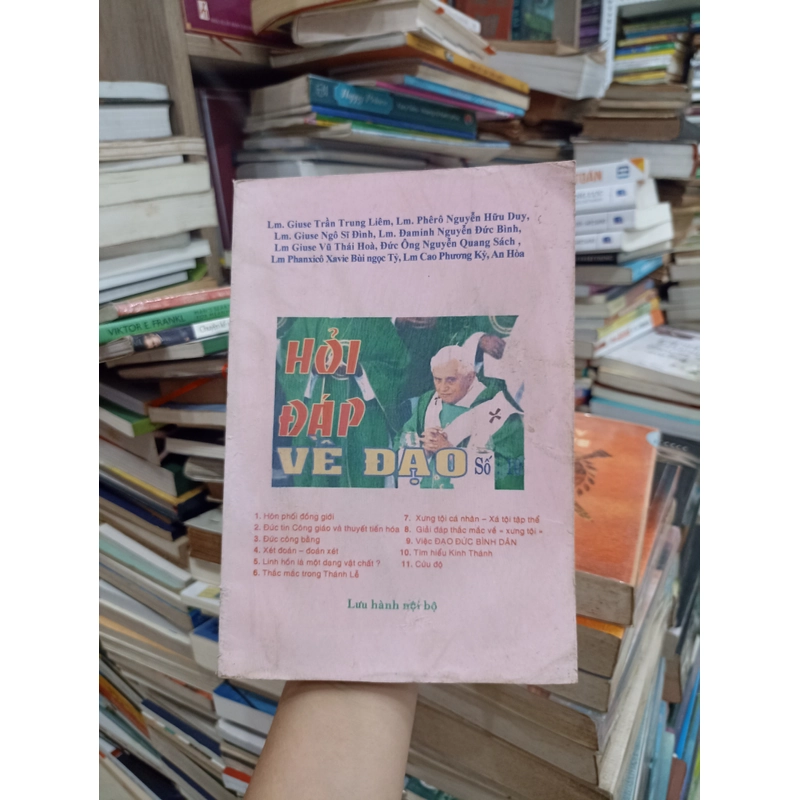 Lm. Giuse Trần Trung Liêm, Lm. Phêrô Nguyễn Hữu Duy,
Lm. Giuse Ngô Sĩ Đình, Lm. Đaminh Nguyễn Đức Bình,
Lm Giuse Vũ Thái Hoà, Đức Ông Nguyễn Quang Sách ,
Lm Phanxicô Xavie Bùi ngọc Tỷ, Lm Cao Phương Kỷ, An Hòa
HỎI
ĐÁP
VỀ ĐẠO Số
1. Hôn phối đồng giới
2. Đức tin Công giáo và thuyết tiến hóa
3. Đức công bằng
4. Xét đoán – đoán xét
5. Linh hồn là một dạng vật chất ?
6. Thắc mắc trong Thánh Lễ
7. Xưng tội cá nhân – Xá tội tập thể
8. Giải đáp thắc mắc về « xưng tội »
9. Việc ĐẠO ĐỨC BÌNH DÂN
10. Tìm hiểu Kinh Thánh
11. Cứu độ
Lưu hành nội bộ
VIKTOR E. FRANKL
Happy Prince